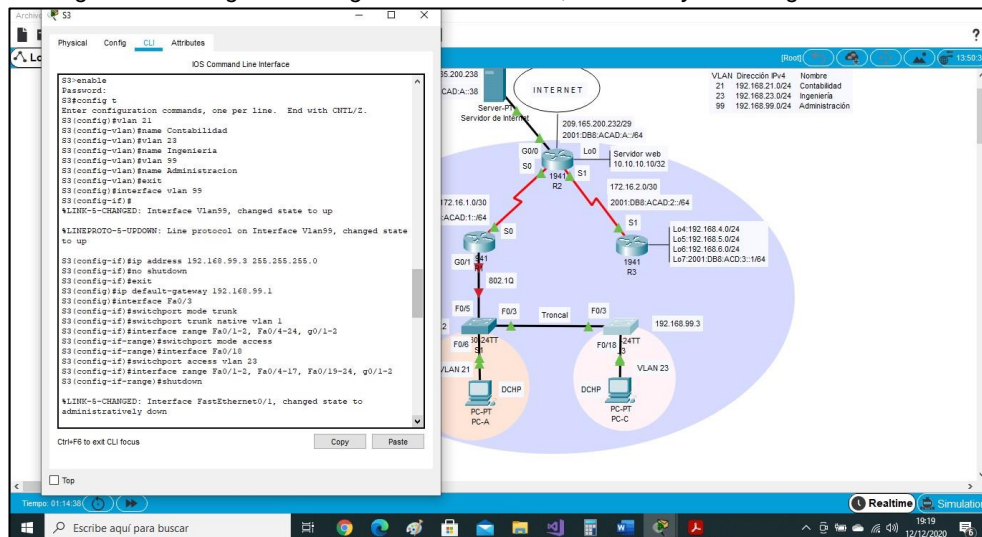 Archiv
S3
Physical Config CLI Attributes
IOS Command Line Interface
S3>enable
Password:
S3#config t
Enter configuration commands, one per line. End with CNTL/Z.
S3(config)#vlan 21
S3(config-vlan)#name Contabilidad
S3(config-vlan)#vlan 23
S3(config-vlan)#name Ingenieria
S3(config-vlan)#vlan 99
S3(config-vlan)#name Administracion
S3(config-vlan)#exit
S3(config)#interface vlan 99
S3(config-if)#
%LINK-5-CHANGED: Interface Vlan99, changed state to up
%LINEPROTO-5-UPDOWN: Line protocol on Interface Vlan99, changed state
to up
S3(config-if)#ip address 192.168.99.3 255.255.255.0
S3(config-if)#no shutdown
S3(config-if)#exit
S3(config)#ip default-gateway 192.168.99.1
S3(config)#interface Fa0/3
S3(config-if)#switchport mode trunk
S3(config-if)#switchport trunk native vlan 1
S3(config-if)#interface range Fa0/1-2, Fa0/4-24, g0/1-2
S3(config-if-range)#switchport mode access
S3(config-if-range)#interface Fa0/18
S3(config-if)#switchport access vlan 23
S3(config-if)#interface range Fa0/1-2, Fa0/4-17, Fa0/19-24, g0/1-2
S3(config-if-range)#shutdown
%LINK-5-CHANGED: Interface FastEthernet0/1, changed state to
administratively down
Ctrl+F6 to exit CLI focus
Copy Paste
Top
?
Lo
[Root]
13:50:3
35.200.238
CAD:A::38
Server-PT
Servidor de Internet
INTERNET
VLAN Dirección IPv4 Nombre
21 192.168.21.0/24 Contabilidad
23 192.168.23.0/24 Ingeniería
99 192.168.99.0/24 Administración
209.165.200.232/29
2001:DB8:ACAD:A::/64
G0/0
Lo0
Servidor web
10.10.10.10/32
S0
S1
1941
R2
172.16.1.0/30
:ACAD:1::/64
172.16.2.0/30
2001:DB8:ACAD:2::/64
S0
S1
Lo4:192.168.4.0/24
Lo5:192.168.5.0/24
Lo6:192.168.6.0/24
Lo7:2001:DB8:ACD:3::1/64
1941
R3
G0/1
802.1Q
F0/5
F0/3
Troncal
F0/3
192.168.99.3
F0/6
F0/18
VLAN 21
VLAN 23
DCHP
DCHP
PC-PT
PC-A
PC-PT
PC-C
Tiempo: 01:14:38
Realtime
Simulation
Escribe aquí para buscar
19:19
12/12/2020